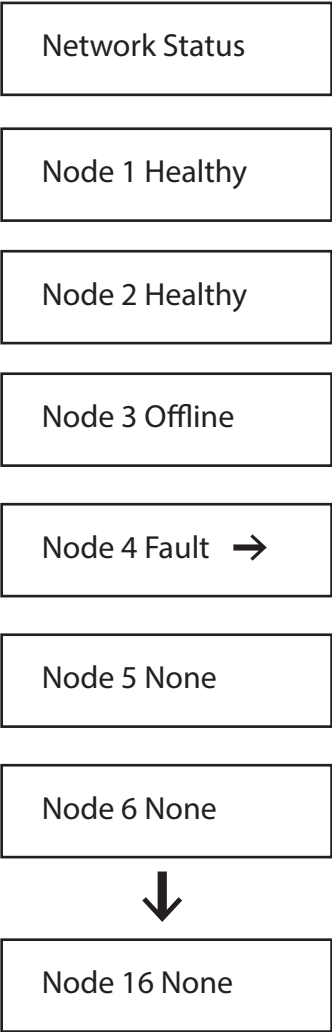 Network Status
Node 1 Healthy
Node 2 Healthy
Node 3 Offline
Node 4 Fault →
Node 5 None
Node 6 None
Node 16 None